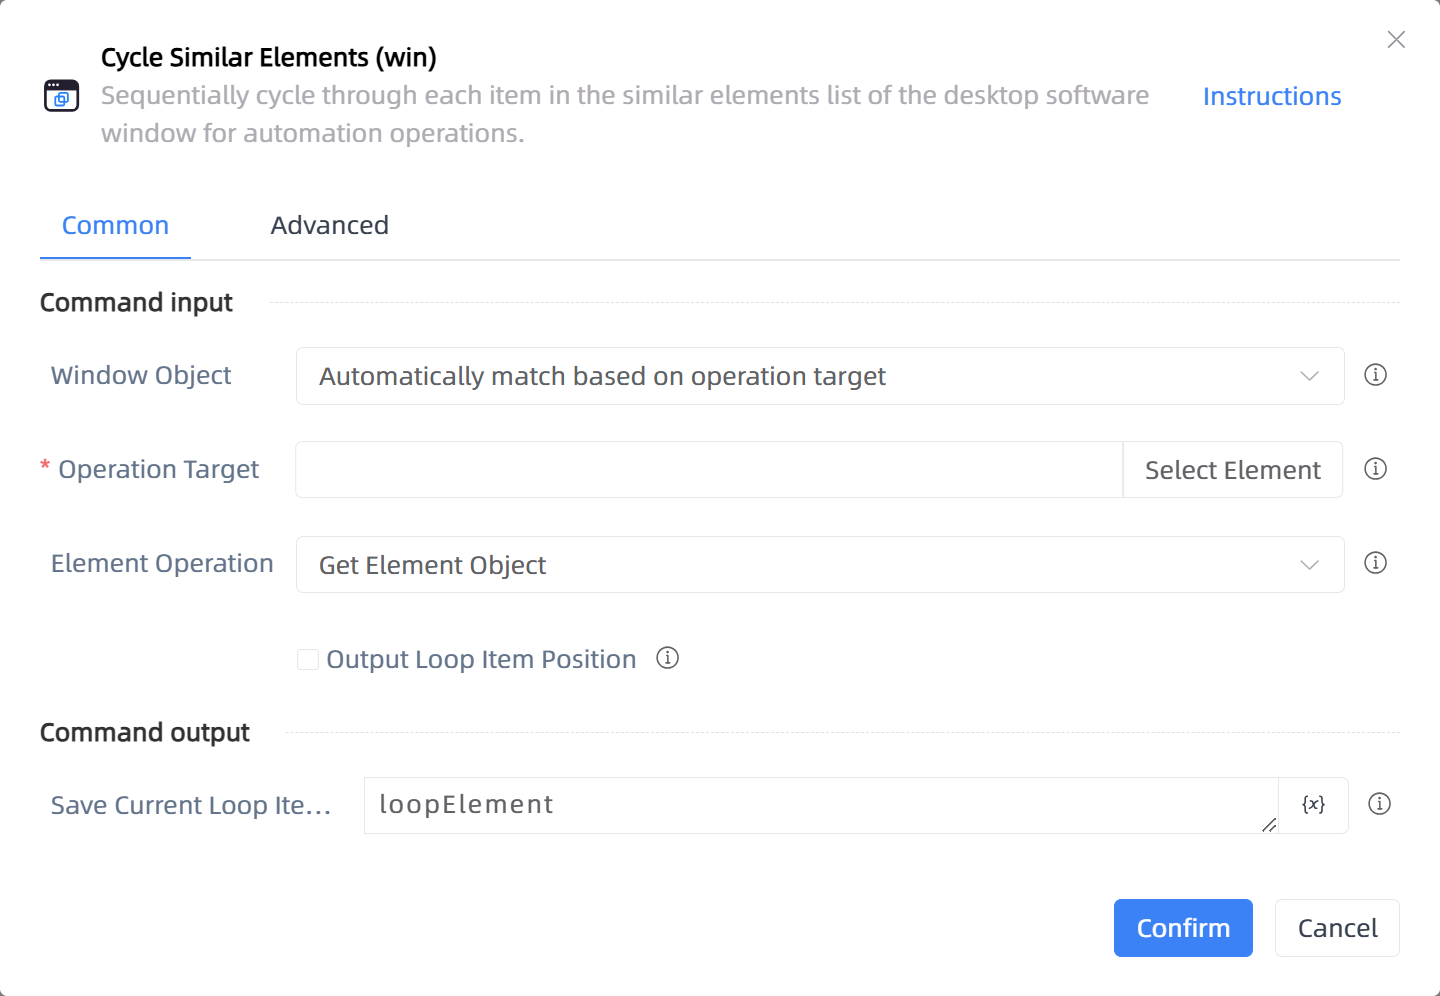 Cycle Similar Elements (win)
Sequentially cycle through each item in the similar elements list of the desktop software
window for automation operations.
Instructions
Common
Advanced
Command input
Window Object
Automatically match based on operation target
* Operation Target
Select Element
Element Operation
Get Element Object
Output Loop Item Position
Command output
Save Current Loop Ite...
loopElement
{x}
Confirm
Cancel